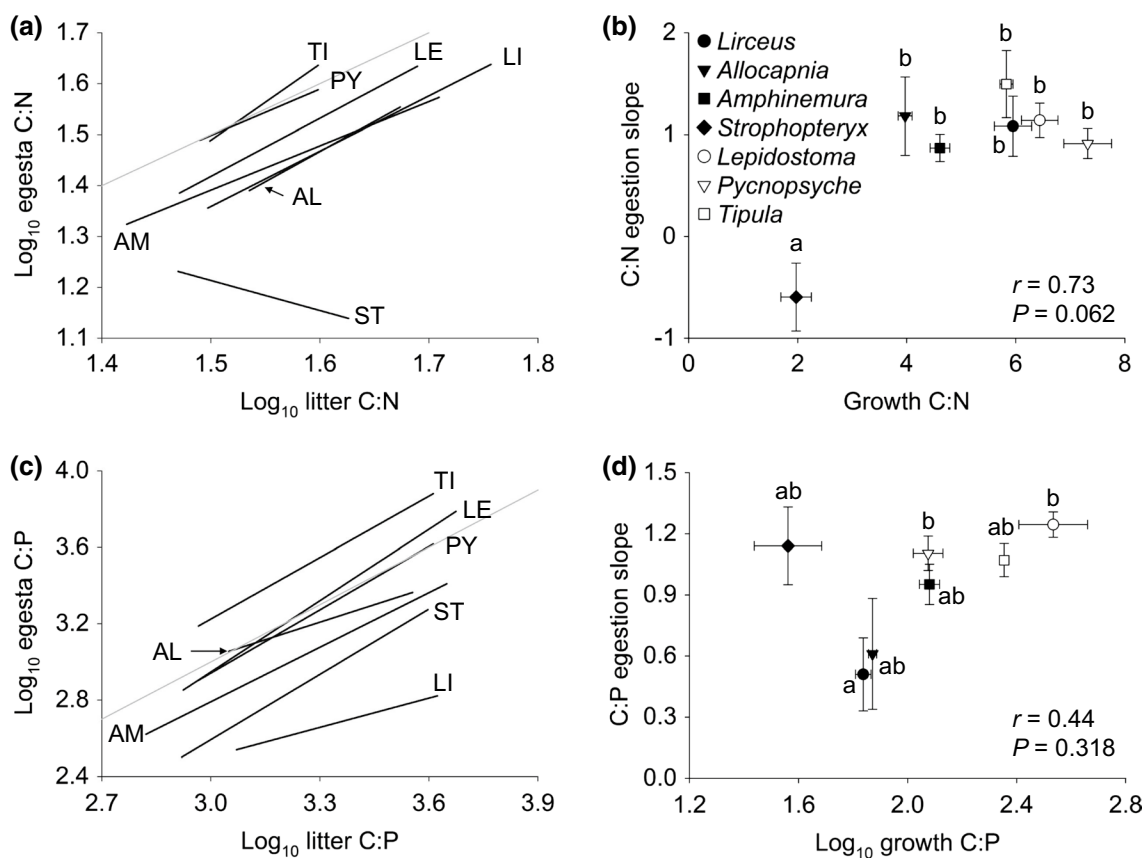 (a)
1.7
1.6
1.5
1.4
1.3
1.2
1.1
Log10 egesta C:N
TI
PY
LE
LI
AL
AM
ST
1.4 1.5 1.6 1.7 1.8
Log10 litter C:N
(b)
2
1
0
-1
C:N egestion slope
Lirceus
Allocapnia
Amphinemura
Strophopteryx
Lepidostoma
Pycnopsyche
Tipula
b
b
b
b
b
b
a
r = 0.73
P = 0.062
0 2 4 6 8
Growth C:N
(c)
4.0
3.6
3.2
2.8
2.4
Log10 egesta C:P
TI
LE
PY
ST
AL
LI
AM
2.7 3.0 3.3 3.6 3.9
Log10 litter C:P
(d)
1.5
1.2
0.9
0.6
0.3
0.0
C:P egestion slope
ab
b
ab
b
ab
a
ab
r = 0.44
P = 0.318
1.2 1.6 2.0 2.4 2.8
Log10 growth C:P